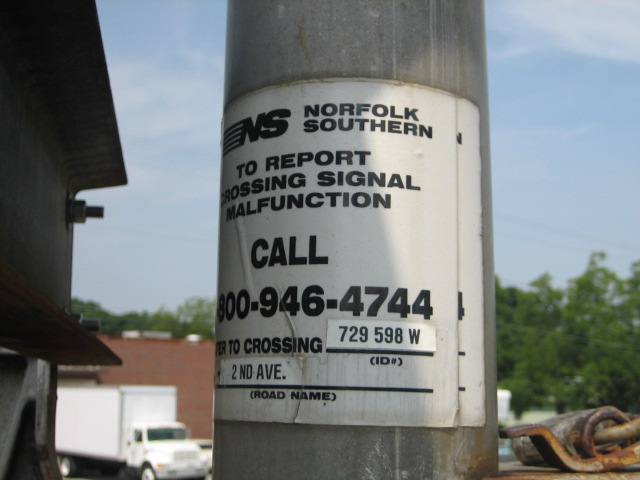 NS NORFOLK
SOUTHERN
TO REPORT
CROSSING SIGNAL
MALFUNCTION
CALL
800-946-4744
TO CROSSING 729 598 W
(ID#)
2 ND AVE.
(ROAD NAME)